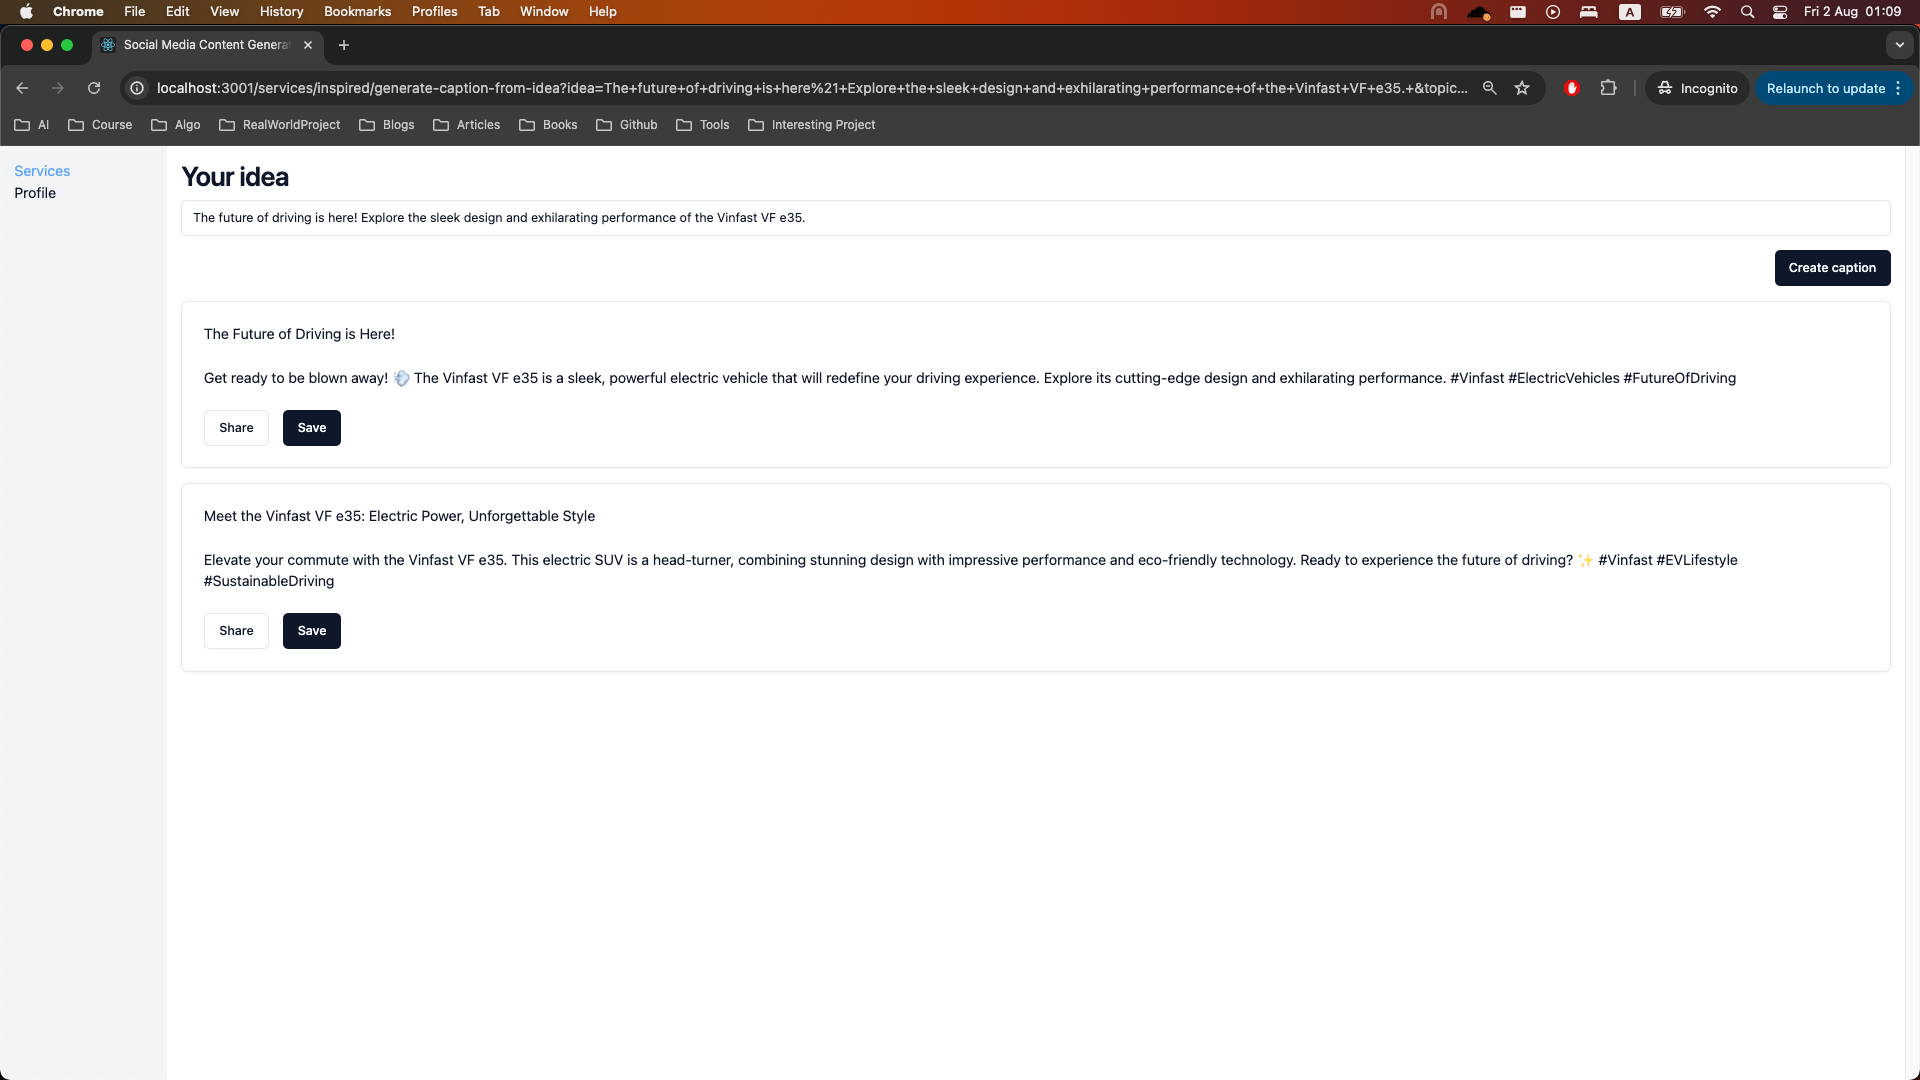 Chrome File Edit View History Bookmarks Profiles Tab Window Help A Fri 2 Aug 01:09
Social Media Content Genera
localhost:3001/services/inspired/generate-caption-from-idea?idea=The+future+of+driving+is+here%21+Explore+the+sleek+design+and+exhilarating+performance+of+the+Vinfast+VF+e35.+&topic... Incognito Relaunch to update
AI Course Algo RealWorldProject Blogs Articles Books Github Tools Interesting Project
Services
Profile
Your idea
The future of driving is here! Explore the sleek design and exhilarating performance of the Vinfast VF e35.
Create caption
The Future of Driving is Here!
Get ready to be blown away! 💨 The Vinfast VF e35 is a sleek, powerful electric vehicle that will redefine your driving experience. Explore its cutting-edge design and exhilarating performance. #Vinfast #ElectricVehicles #FutureOfDriving
Share Save
Meet the Vinfast VF e35: Electric Power, Unforgettable Style
Elevate your commute with the Vinfast VF e35. This electric SUV is a head-turner, combining stunning design with impressive performance and eco-friendly technology. Ready to experience the future of driving? ✨ #Vinfast #EVLifestyle
#SustainableDriving
Share Save